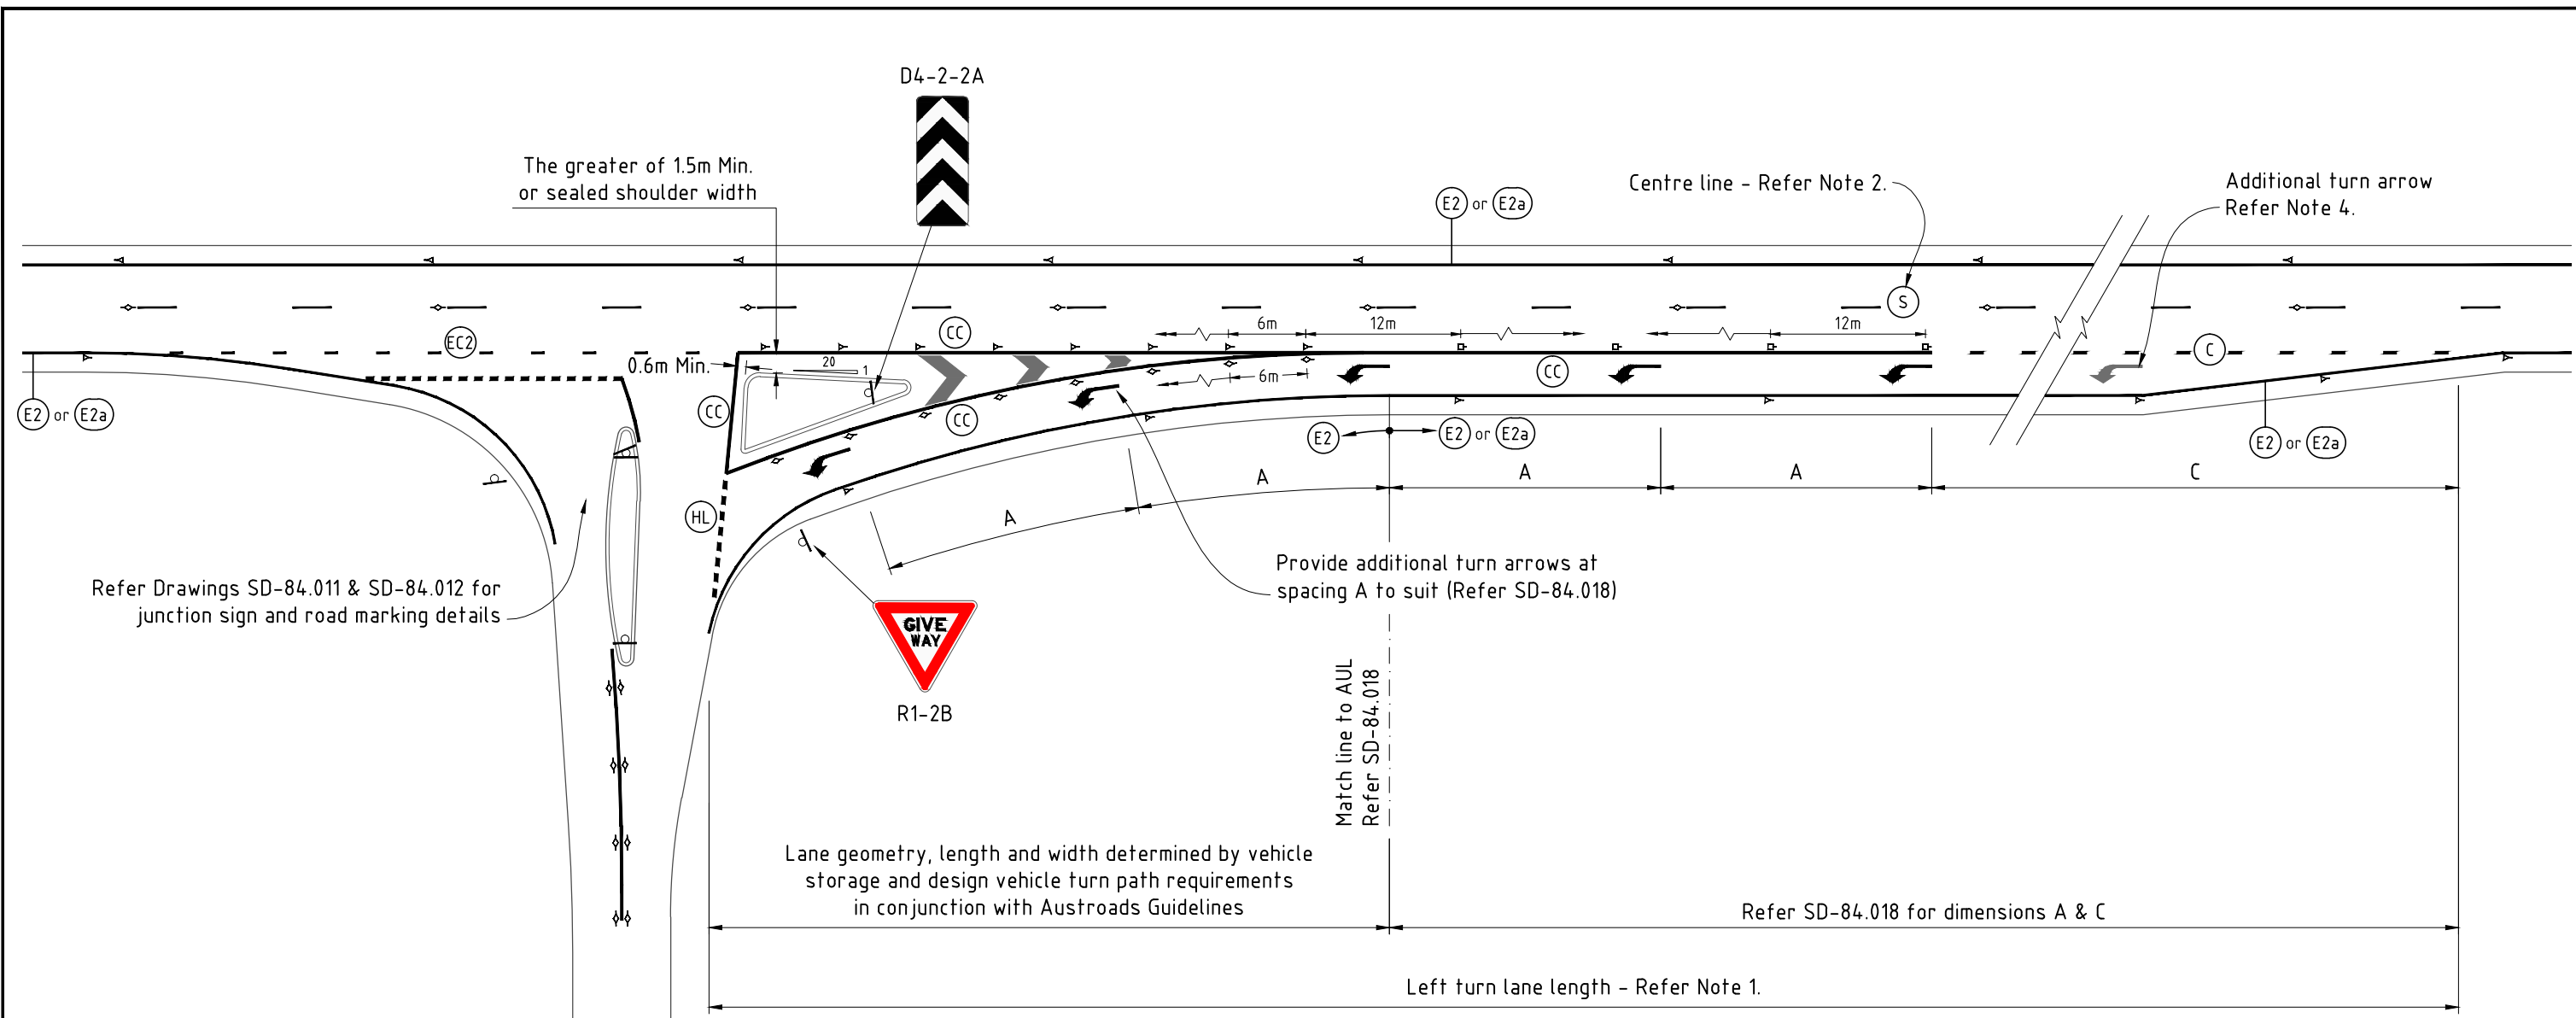 D4-2-2A
The greater of 1.5m Min.
or sealed shoulder width
E2 or E2a
Centre line - Refer Note 2.
Additional turn arrow
Refer Note 4.
S
EC2
CC
6m
12m
12m
C
0.6m Min.
20
1
6m
CC
E2 or E2a
CC
CC
E2
E2 or E2a
E2 or E2a
A
A
A
C
HL
A
Refer Drawings SD-84.011 & SD-84.012 for
junction sign and road marking details
Provide additional turn arrows at
spacing A to suit (Refer SD-84.018)
GIVE
WAY
R1-2B
Match line to AUL
Refer SD-84.018
Lane geometry, length and width determined by vehicle
storage and design vehicle turn path requirements
in conjunction with Austroads Guidelines
Refer SD-84.018 for dimensions A & C
Left turn lane length - Refer Note 1.